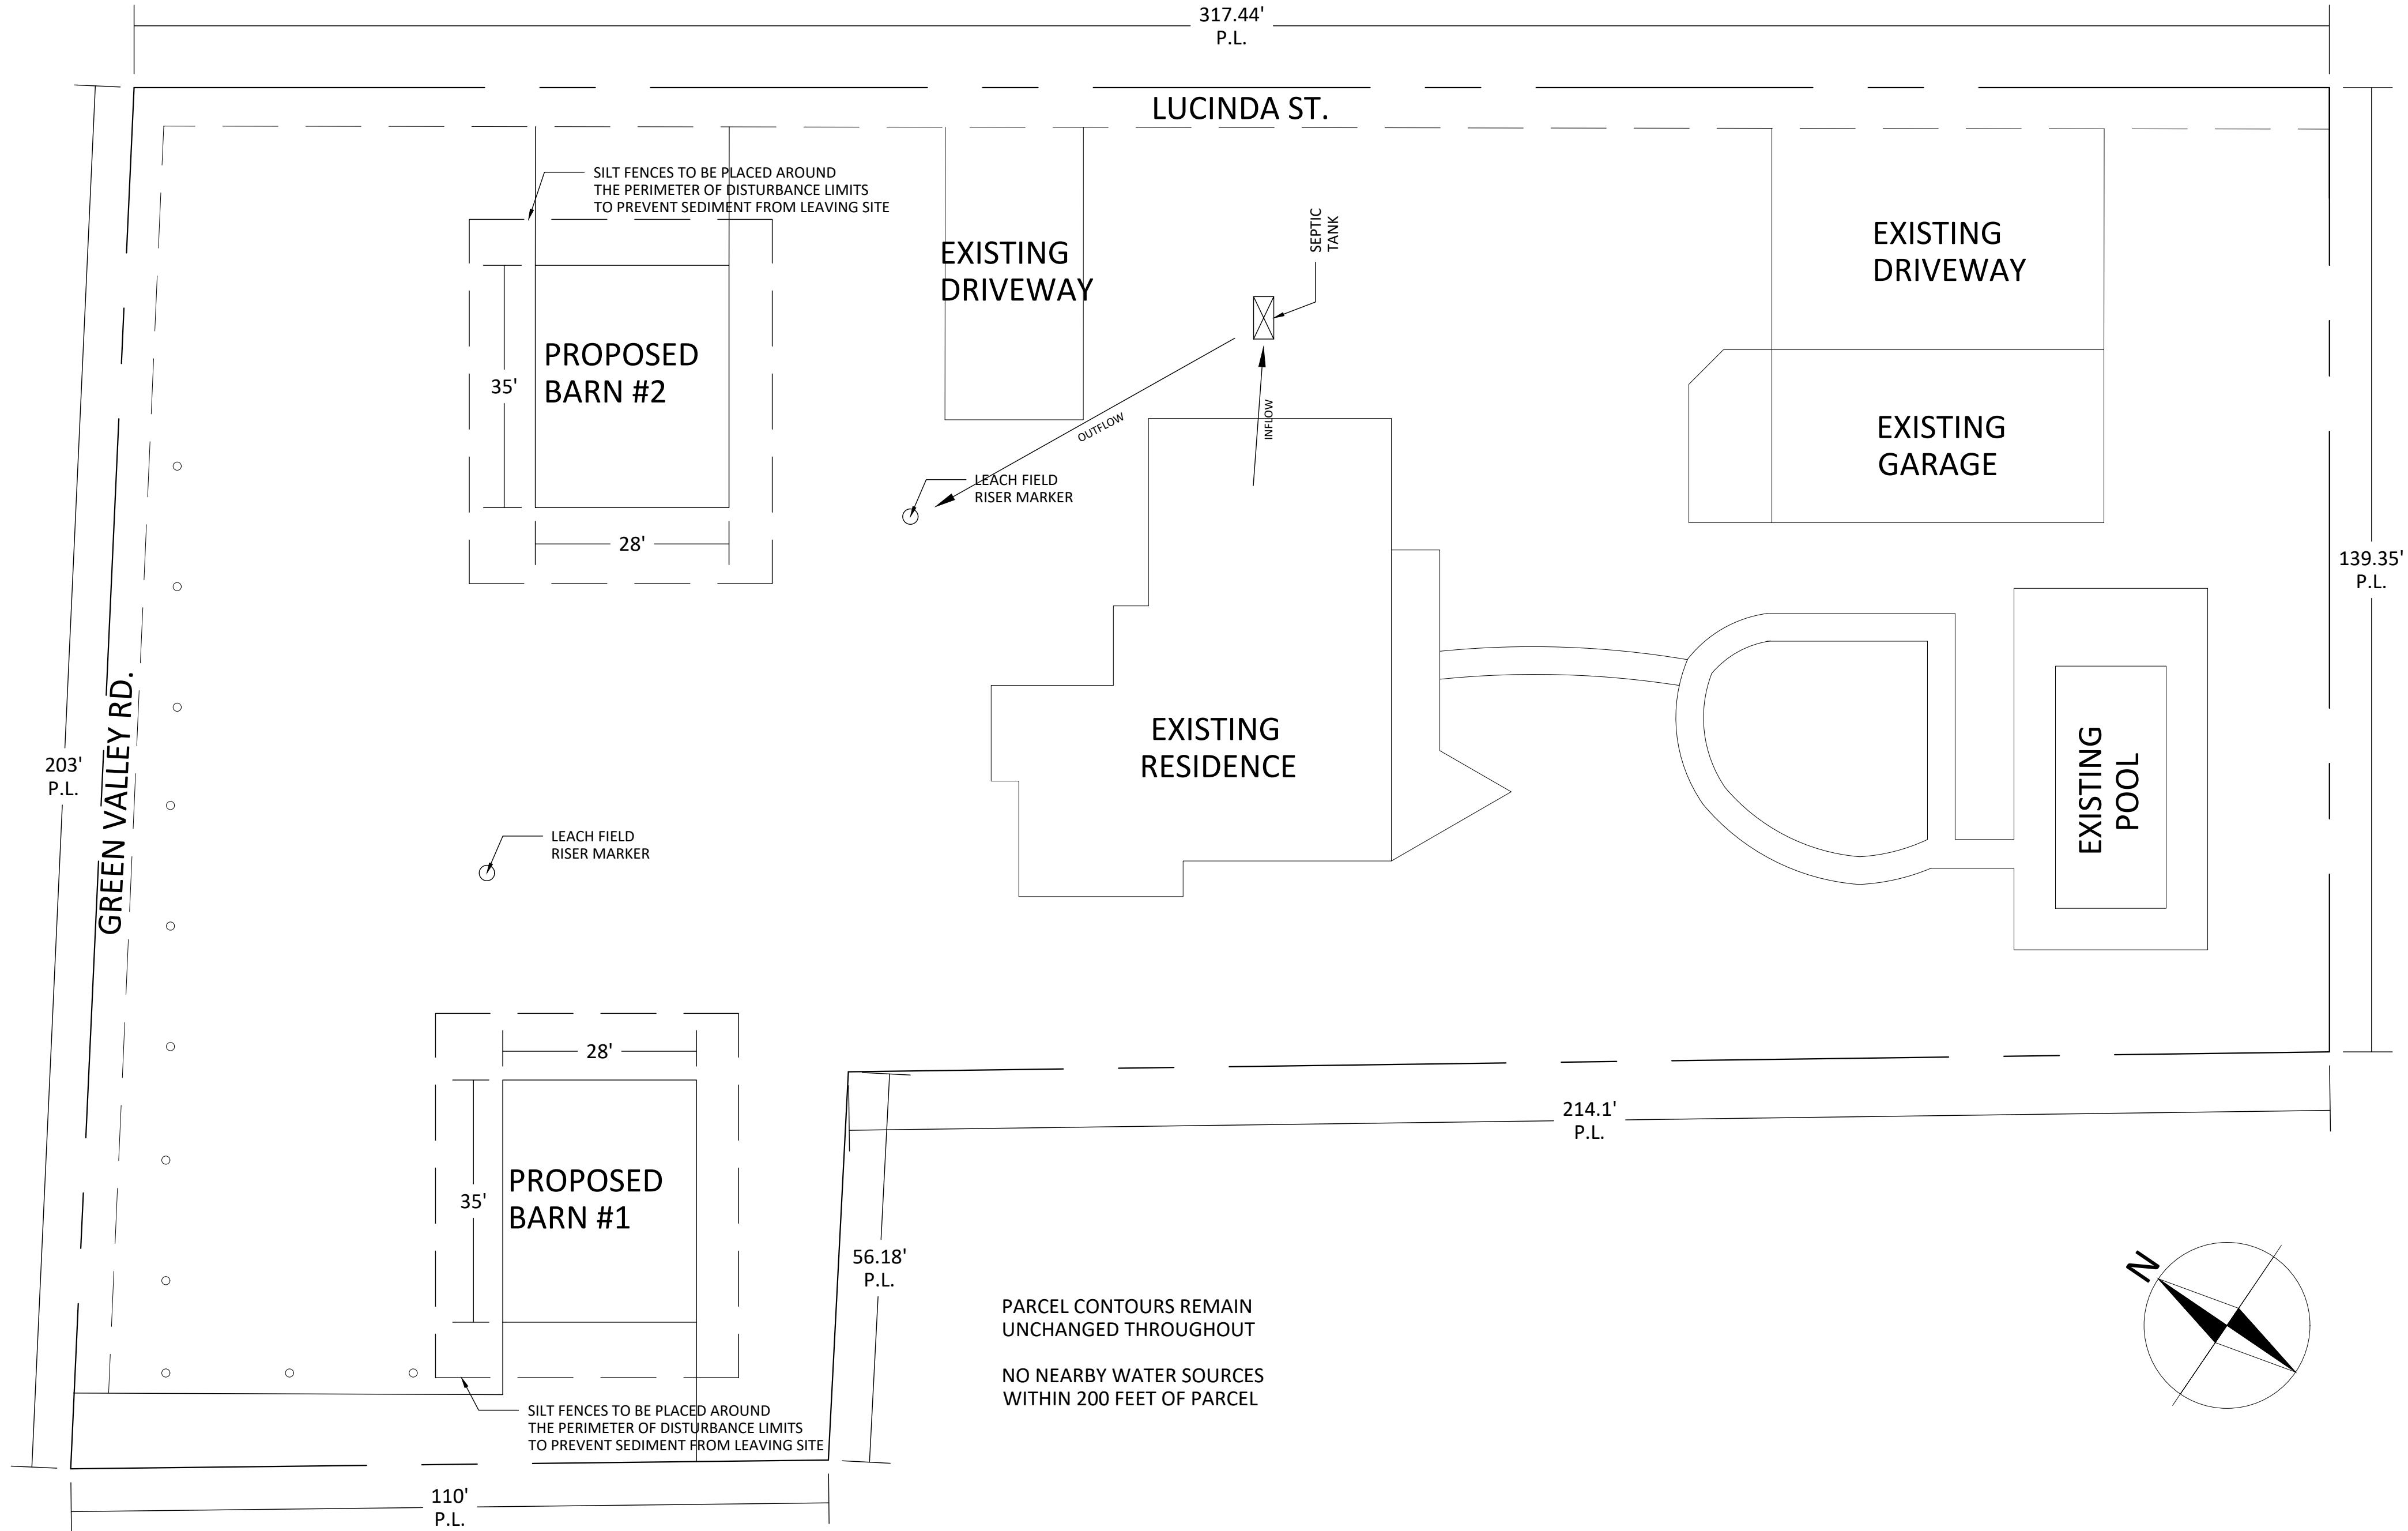 317.44'
P.L.
LUCINDA ST.
SILT FENCES TO BE PLACED AROUND
THE PERIMETER OF DISTURBANCE LIMITS
TO PREVENT SEDIMENT FROM LEAVING SITE
SEPTIC
TANK
EXISTING
DRIVEWAY
EXISTING
DRIVEWAY
PROPOSED
BARN #2
35'
28'
OUTFLOW
INFLOW
LEACH FIELD
RISER MARKER
EXISTING
GARAGE
139.35'
P.L.
203'
P.L.
GREEN VALLEY RD.
EXISTING
RESIDENCE
EXISTING
POOL
LEACH FIELD
RISER MARKER
28'
35'
PROPOSED
BARN #1
214.1'
P.L.
56.18'
P.L.
PARCEL CONTOURS REMAIN
UNCHANGED THROUGHOUT
NO NEARBY WATER SOURCES
WITHIN 200 FEET OF PARCEL
N
SILT FENCES TO BE PLACED AROUND
THE PERIMETER OF DISTURBANCE LIMITS
TO PREVENT SEDIMENT FROM LEAVING SITE
110'
P.L.